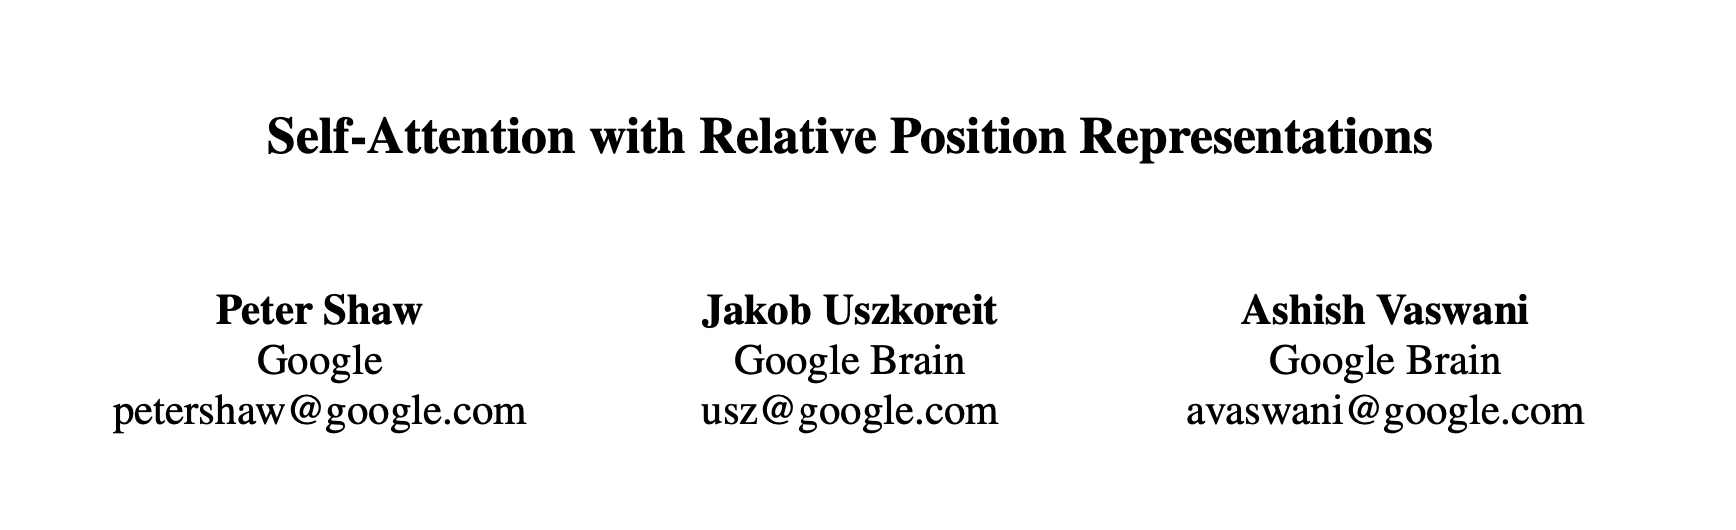 Self-Attention with Relative Position Representations
Peter Shaw
Google
petershaw@google.com
Jakob Uszkoreit
Google Brain
usz@google.com
Ashish Vaswani
Google Brain
avaswani@google.com